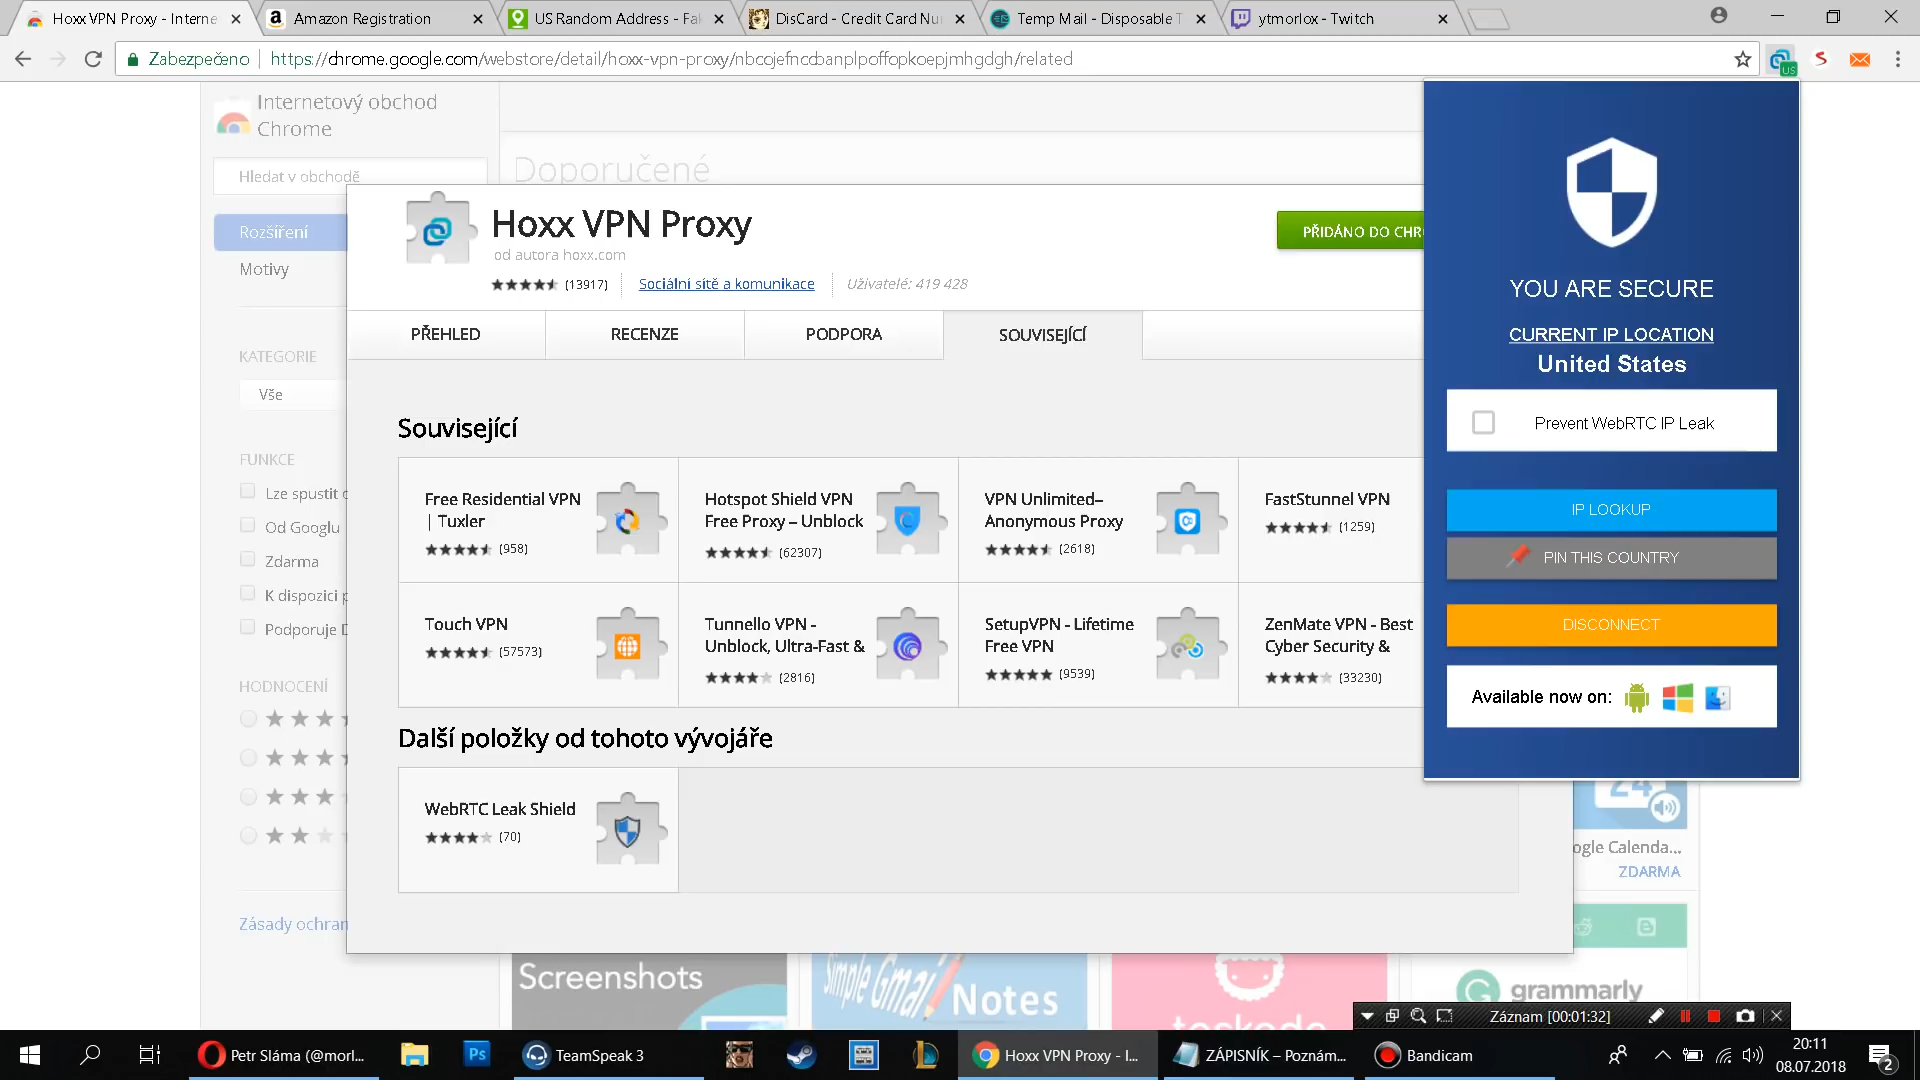 Hoxx VPN Proxy - Interne
Amazon Registration
US Random Address - Fak
DisCard - Credit Card Nu
Temp Mail - Disposable T
ytmorlox - Twitch
Zabezpečeno
https://chrome.google.com/webstore/detail/hoxx-vpn-proxy/nbcojefnccbanplpoffopkoepjmhgdgh/related
US
Internetový obchod
Chrome
Hledat v obchodě
Rozšíření
Motivy
KATEGORIE
Vše
FUNKCE
Lze spustit o
Od Googlu
Zdarma
K dispozici p
Podporuje D
HODNOCENÍ
Zásady ochran
Doporučené
Hoxx VPN Proxy
od autora hoxx.com
(13917)
Sociální sítě a komunikace
Uživatelé: 419 428
PŘIDÁNO DO CHR
PŘEHLED
RECENZE
PODPORA
SOUVISEJÍCÍ
Související
Free Residential VPN
| Tuxler
(958)
Hotspot Shield VPN
Free Proxy – Unblock
(62307)
VPN Unlimited–
Anonymous Proxy
(2618)
FastStunnel VPN
(1259)
Touch VPN
(57573)
Tunnello VPN -
Unblock, Ultra-Fast &
(2816)
SetupVPN - Lifetime
Free VPN
(9539)
ZenMate VPN - Best
Cyber Security &
(33230)
Další položky od tohoto vývojáře
WebRTC Leak Shield
(70)
YOU ARE SECURE
CURRENT IP LOCATION
United States
Prevent WebRTC IP Leak
IP LOOKUP
PIN THIS COUNTRY
DISCONNECT
Available now on:
24
ogle Calenda...
ZDARMA
Screenshots
Simple Gmail Notes
grammarly
Záznam [00:01:32]
Petr Sláma (@morl...
Ps
TeamSpeak 3
Hoxx VPN Proxy - I...
ZÁPISNÍK – Poznám...
Bandicam
20:11
08.07.2018
2